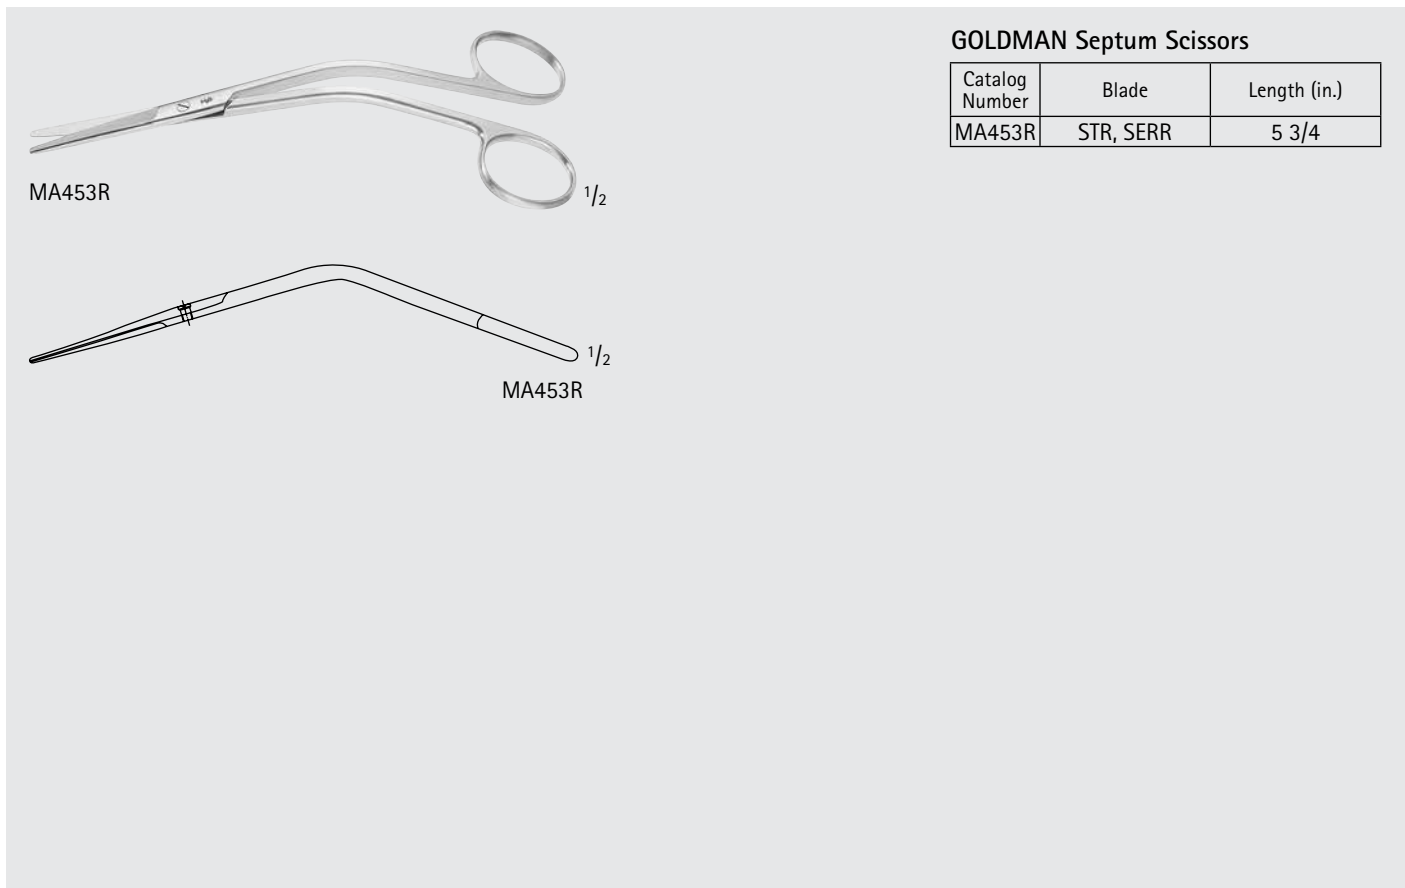 GOLDMAN Septum Scissors
Catalog Number Blade Length (in.)
MA453R STR, SERR 5 3/4
MA453R 1/2
1/2
MA453R